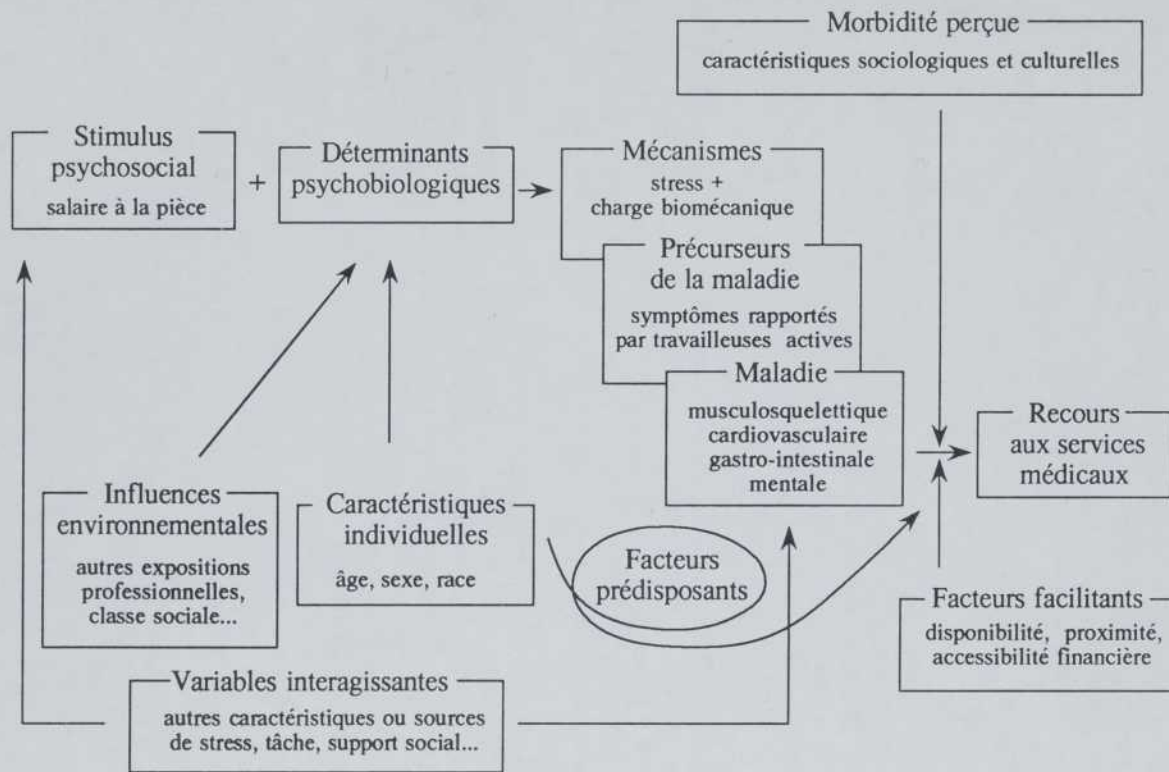 Morbidité perçue
caractéristiques sociologiques et culturelles
Stimulus
psychosocial
salaire à la pièce
+
Déterminants
psychobiologiques
Mécanismes
stress +
charge biomécanique
Précurseurs
de la maladie
symptômes rapportés
par travailleuses actives
Maladie
musculosquelettique
cardiovasculaire
gastro-intestinale
mentale
Recours
aux services
médicaux
Influences
environnementales
autres expositions
professionnelles,
classe sociale...
Caractéristiques
individuelles
âge, sexe, race
Facteurs
prédisposants
Facteurs facilitants
disponibilité, proximité,
accessibilité financière
Variables interagissantes
autres caractéristiques ou sources
de stress, tâche, support social...